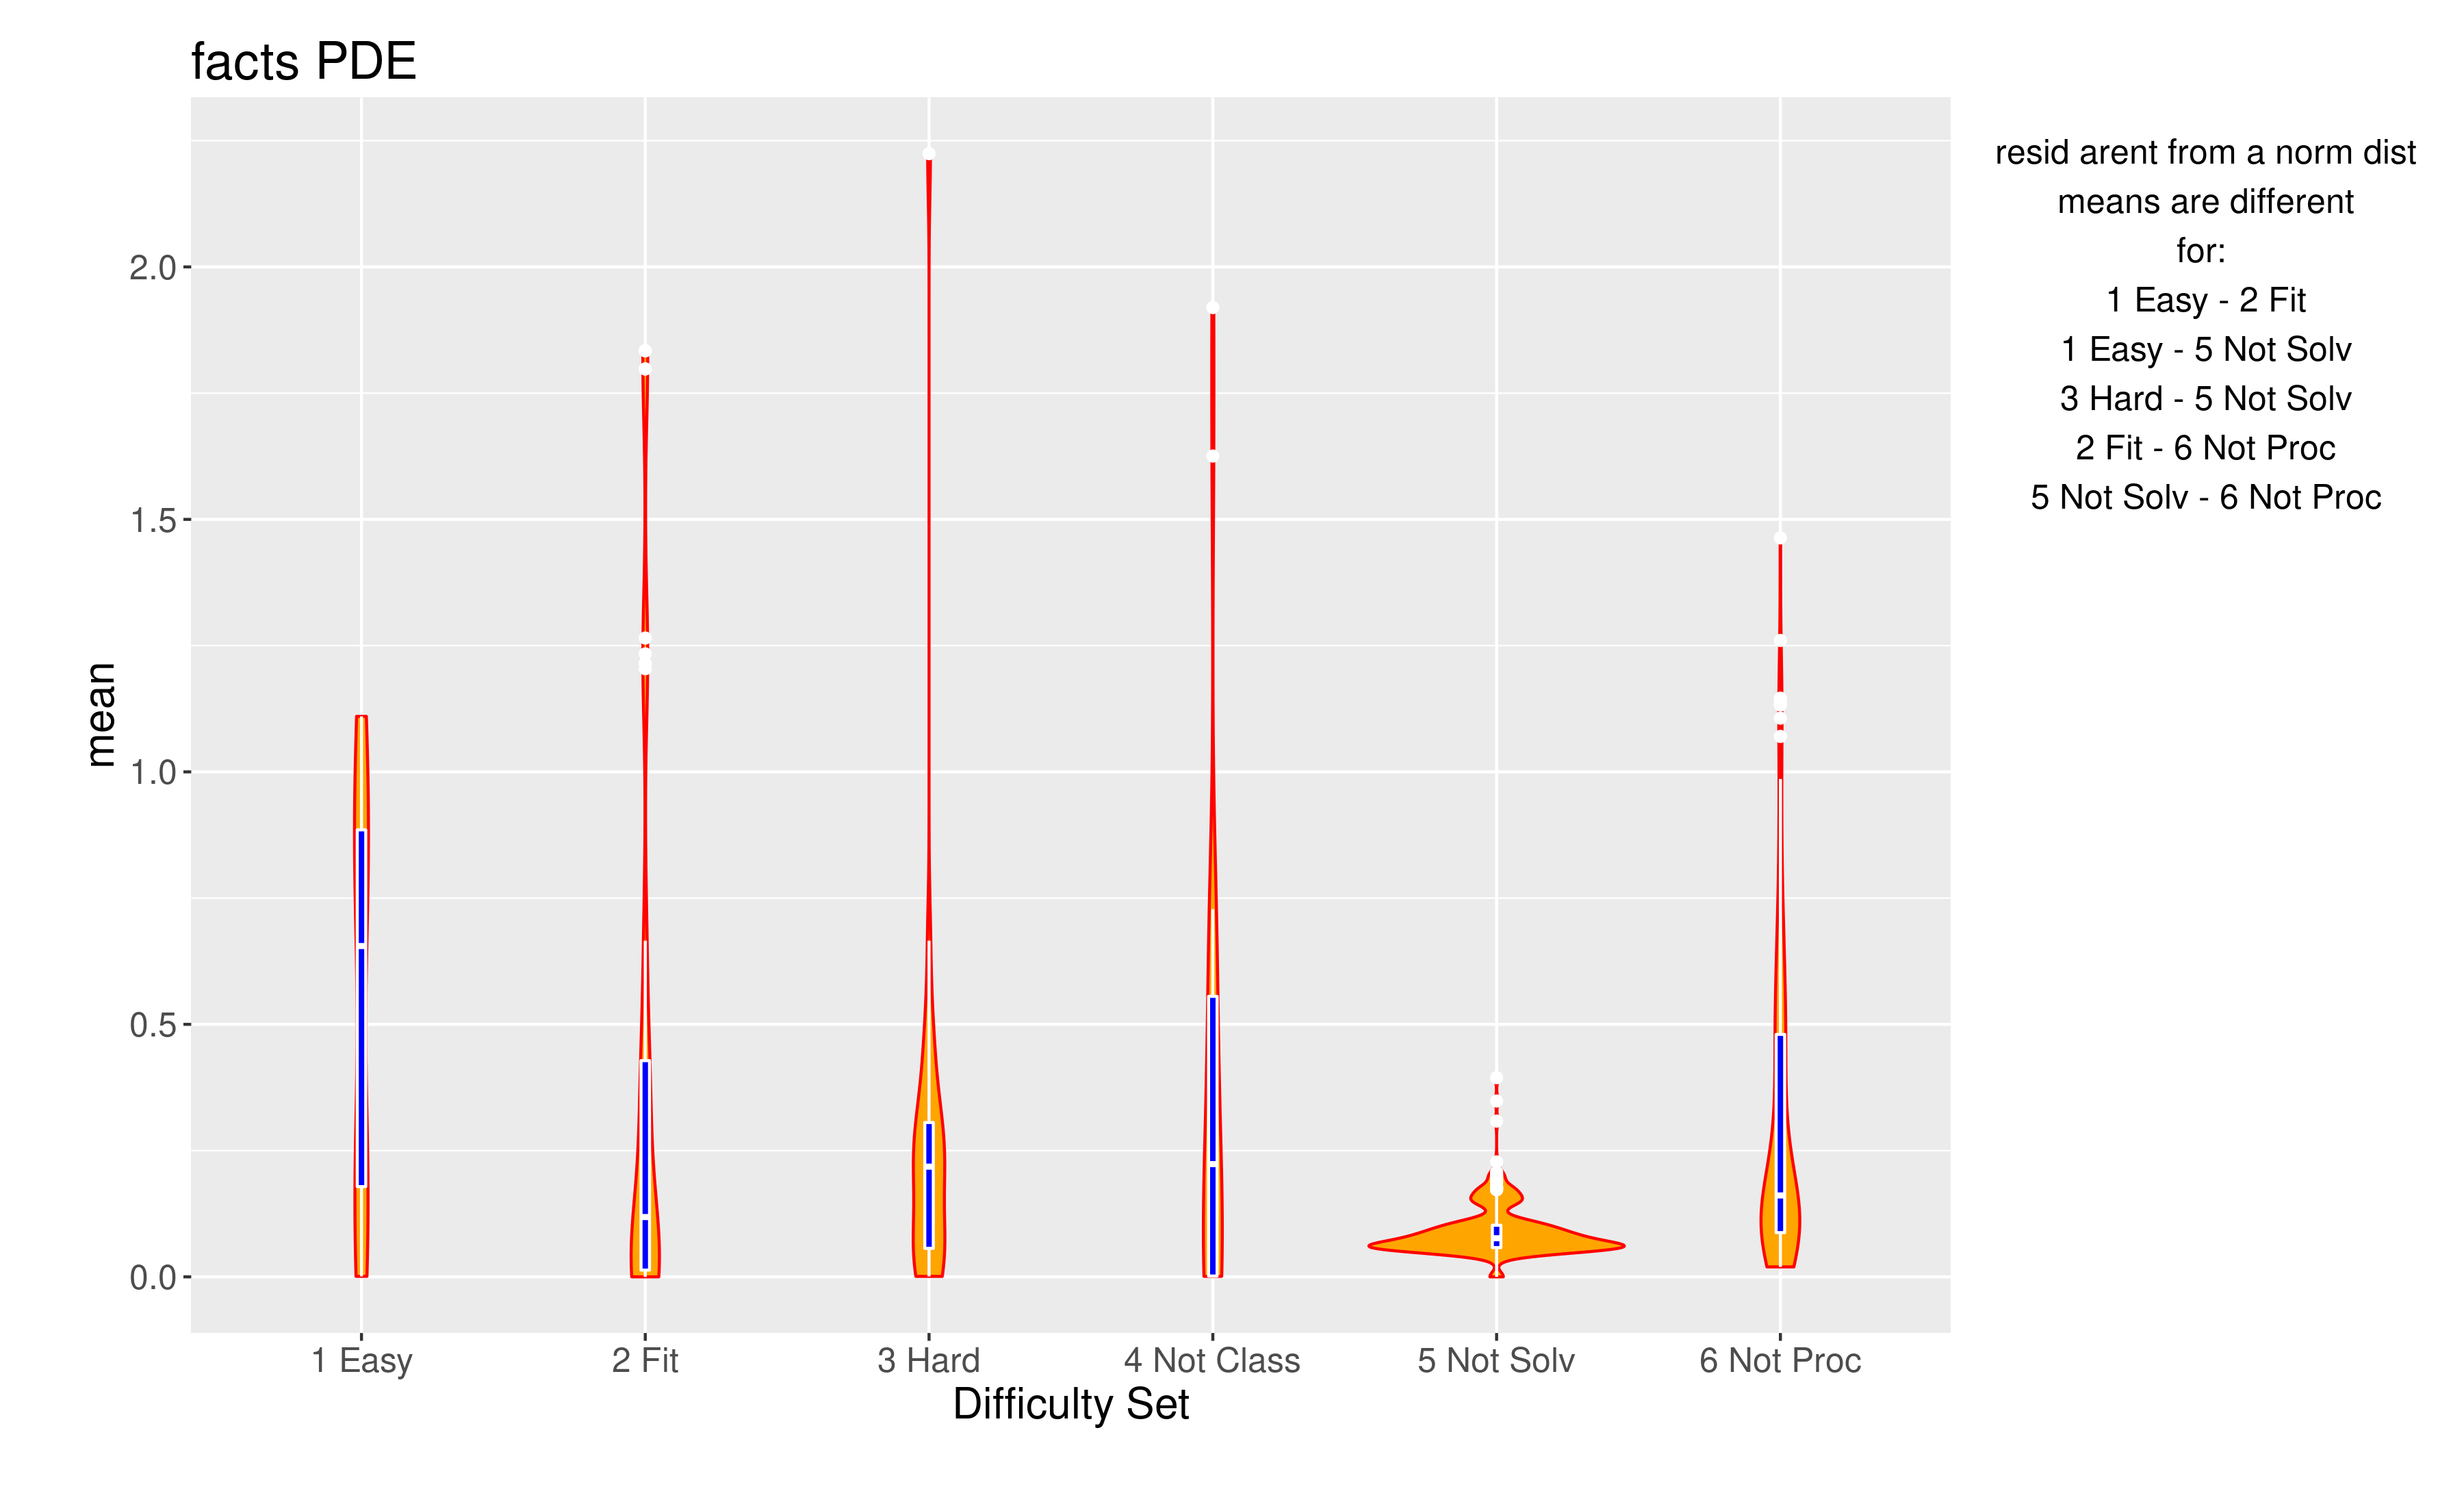 facts PDE
resid arent from a norm dist
means are different
for:
1 Easy - 2 Fit
1 Easy - 5 Not Solv
3 Hard - 5 Not Solv
2 Fit - 6 Not Proc
5 Not Solv - 6 Not Proc
mean
2.0
1.5
1.0
0.5
0.0
1 Easy
2 Fit
3 Hard
4 Not Class
5 Not Solv
6 Not Proc
Difficulty Set